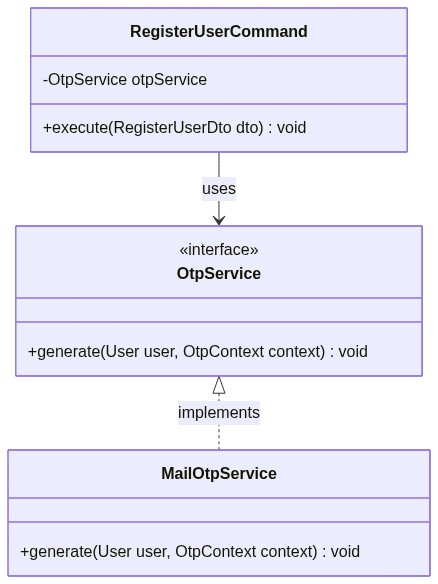 RegisterUserCommand
-OtpService otpService
+execute(RegisterUserDto dto) : void
uses
«interface»
OtpService
+generate(User user, OtpContext context) : void
implements
MailOtpService
+generate(User user, OtpContext context) : void